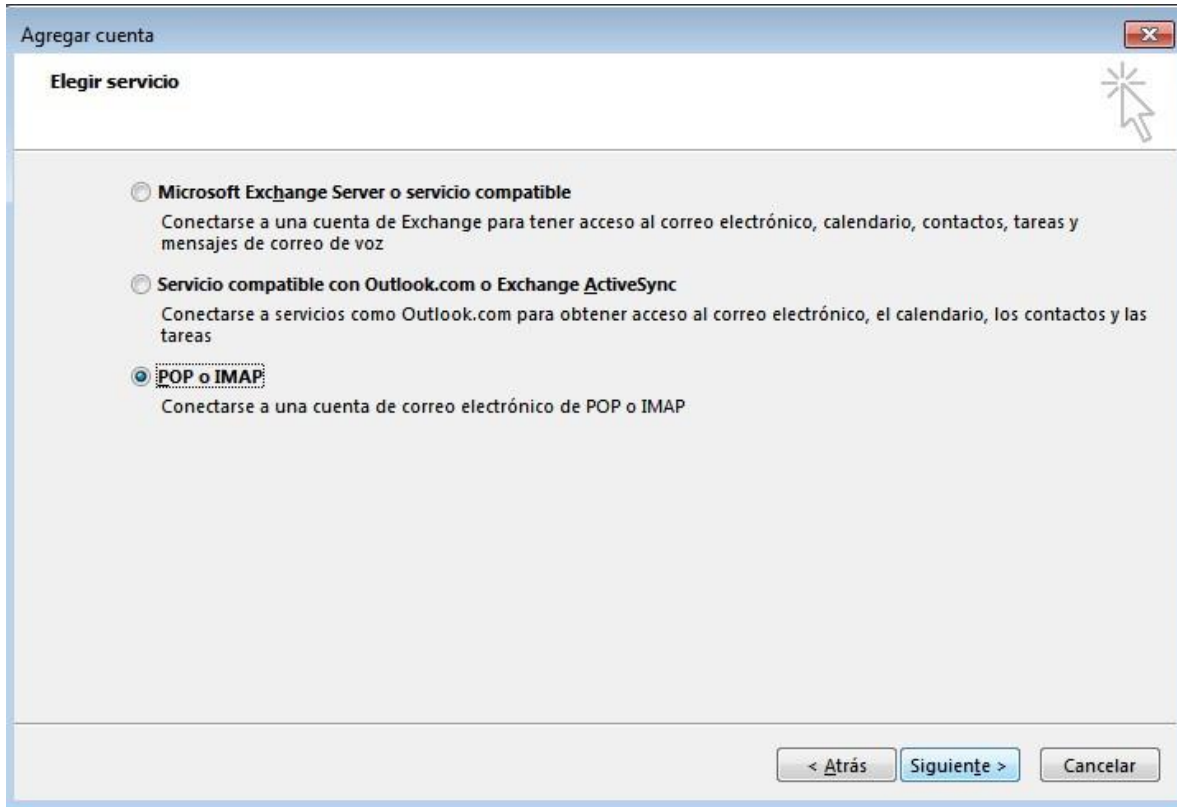 Agregar cuenta
Elegir servicio
Microsoft Exchange Server o servicio compatible
Conectarse a una cuenta de Exchange para tener acceso al correo electrónico, calendario, contactos, tareas y
mensajes de correo de voz
Servicio compatible con Outlook.com o Exchange ActiveSync
Conectarse a servicios como Outlook.com para obtener acceso al correo electrónico, el calendario, los contactos y las
tareas
POP o IMAP
Conectarse a una cuenta de correo electrónico de POP o IMAP
< Atrás Siguiente > Cancelar